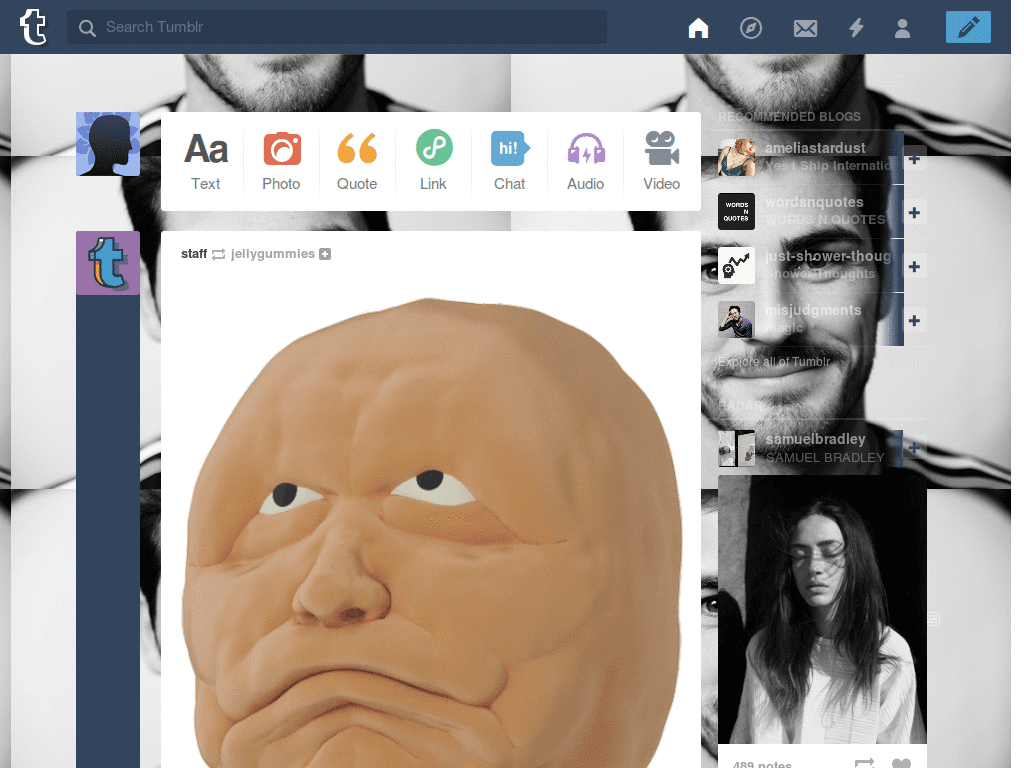 Search Tumblr
Aa
Text
Photo
Quote
Link
hi!
Chat
Audio
Video
staff jellygummies
RECOMMENDED BLOGS
ameliastardust
Yes I Ship Internatio
WORDS
N
QUOTES
wordsnquotes
WORDS N QUOTES
just-shower-thoug
Shower Thoughts
misjudgments
magic
Explore all of Tumblr
RADAR
samuelbradley
SAMUEL BRADLEY
489 notes